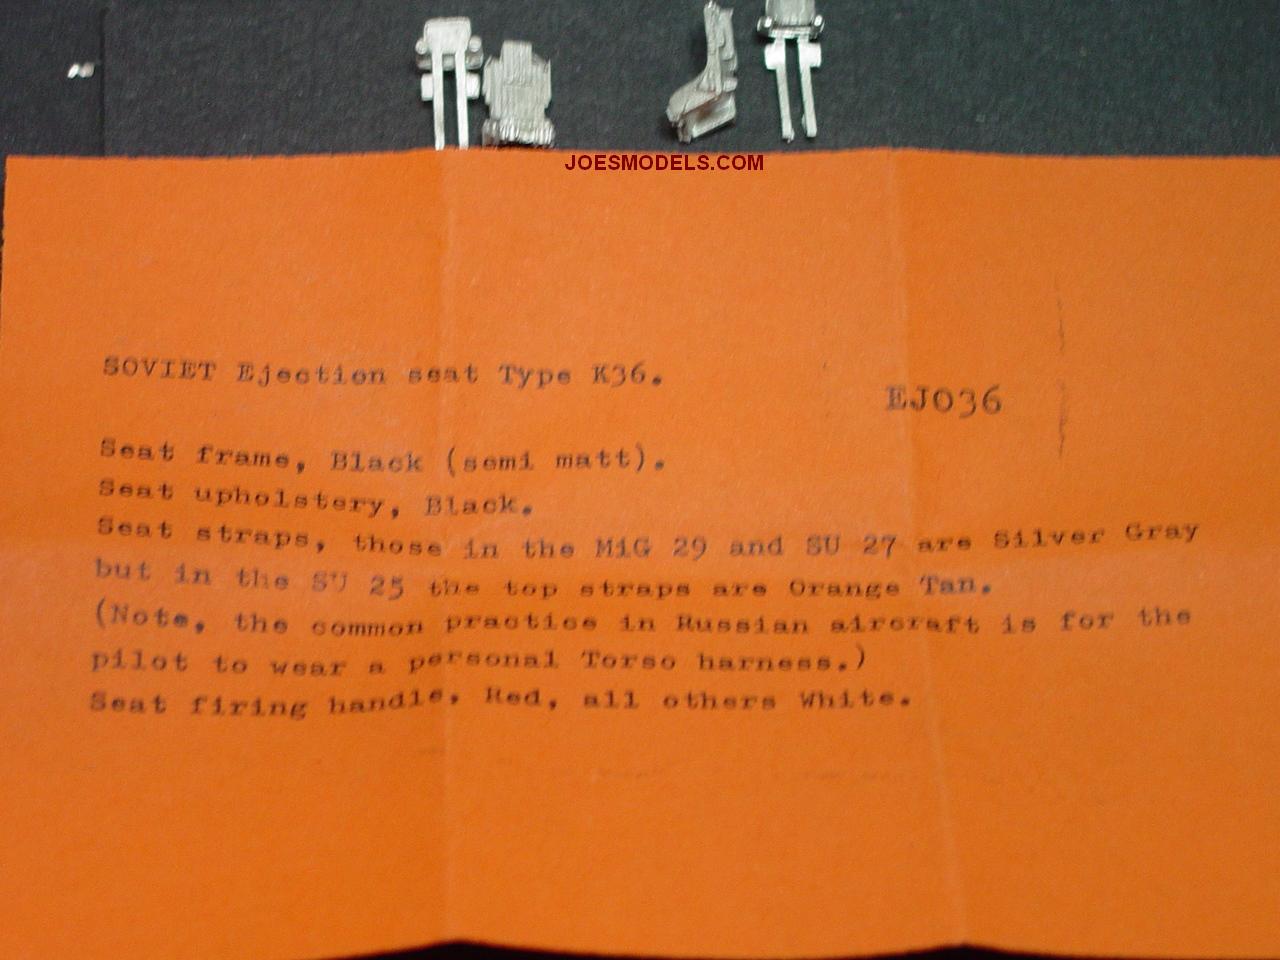 JOESMODELS.COM
SOVIET Ejection seat Type K36.
EJ036
Seat frame, Black (semi matt).
Seat upholstery, Black.
Seat straps, those in the MiG 29 and SU 27 are Silver Gray
but in the SU 25 the top straps are Orange Tan.
(Note, the common practice in Russian aircraft is for the
pilot to wear a personal Torso harness.)
Seat firing handle, Red, all others White.